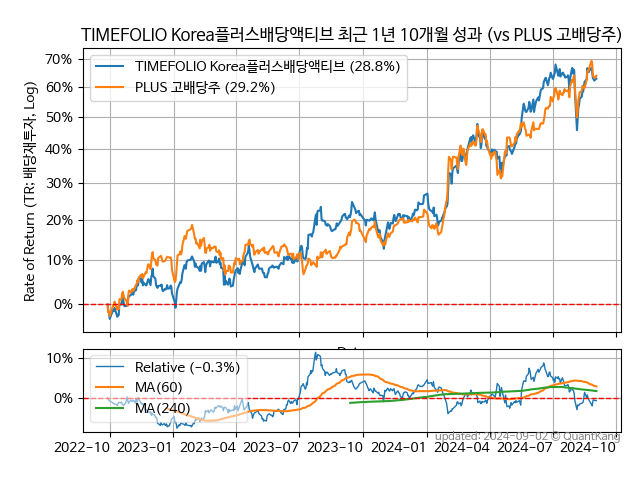 TIMEFOLIO Korea플러스배당액티브 최근 1년 10개월 성과 (vs PLUS 고배당주)
Rate of Return (TR: 배당재투자, Log)
70%
60%
50%
40%
30%
20%
10%
0%
TIMEFOLIO Korea플러스배당액티브 (28.8%)
PLUS 고배당주 (29.2%)
10%
0%
Relative (−0.3%)
MA(60)
MA(240)
updated: 2024-09-02 © QuantKang
2022−10 2023−01 2023−04 2023−07 2023−10 2024−01 2024−04 2024−07 2024−10